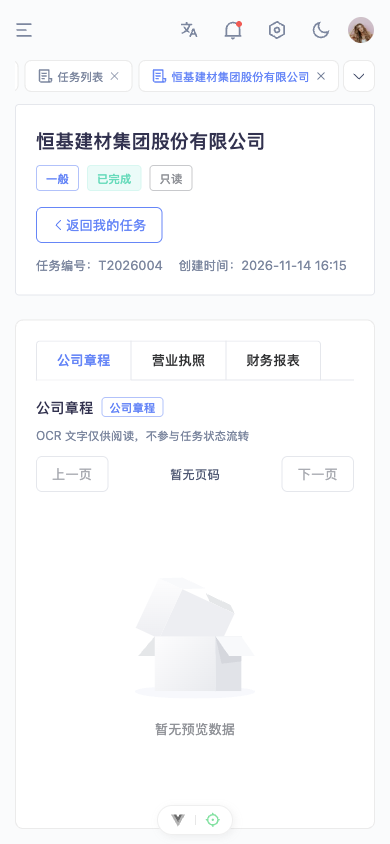 任务列表
恒基建材集团股份有限公司
恒基建材集团股份有限公司
一般
已完成
只读
返回我的任务
任务编号：T2026004 创建时间：2026-11-14 16:15
公司章程
营业执照
财务报表
公司章程 公司章程
OCR 文字仅供阅读，不参与任务状态流转
上一页
暂无页码
下一页
暂无预览数据